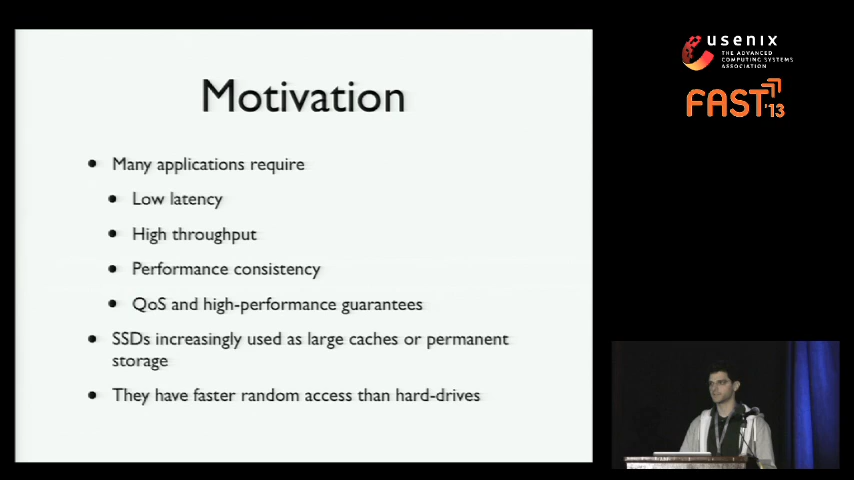 Motivation
• Many applications require
• Low latency
• High throughput
• Performance consistency
• QoS and high-performance guarantees
• SSDs increasingly used as large caches or permanent
storage
• They have faster random access than hard-drives
usenix
THE ADVANCED
COMPUTING SYSTEMS
ASSOCIATION
FAST '13